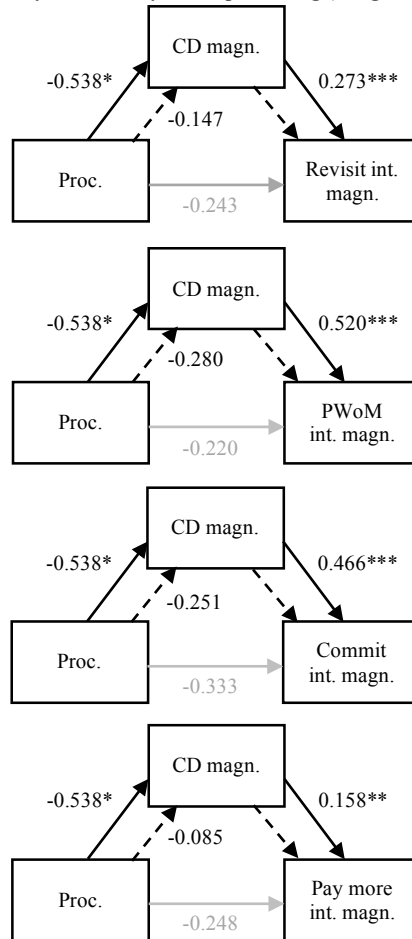 CD magn.
-0.538*
0.273***
-0.147
Proc.
Revisit int.
magn.
-0.243
CD magn.
-0.538*
0.520***
-0.280
Proc.
PWoM
int. magn.
-0.220
CD magn.
-0.538*
0.466***
-0.251
Proc.
Commit
int. magn.
-0.333
CD magn.
-0.538*
0.158**
-0.085
Proc.
Pay more
int. magn.
-0.248